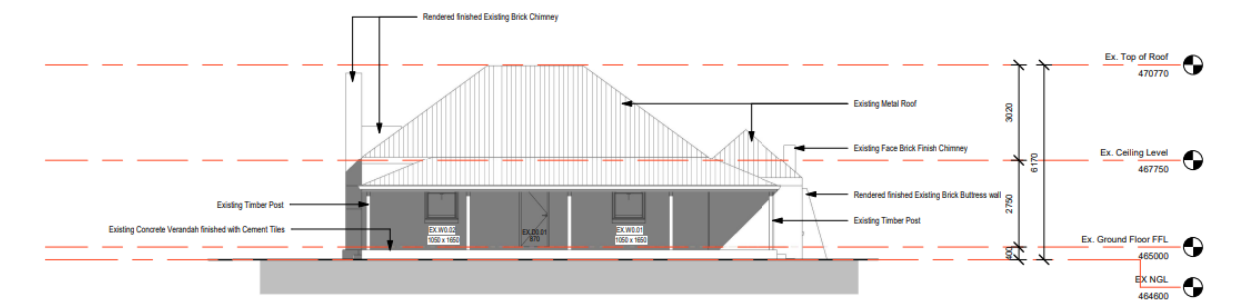 Rendered finished Existing Brick Chimney
Ex. Top of Roof
470770
Existing Metal Roof
3020
6170
Existing Face Brick Finish Chimney
Ex. Ceiling Level
467750
Rendered finished Existing Brick Buttress wall
2750
Existing Timber Post
Existing Timber Post
EX.W0.02
1050 x 1650
EX.D0.01
870
EX.W0.01
1050 x 1650
Existing Concrete Verandah finished with Cement Tiles
Ex. Ground Floor FFL
465000
400
EX NGL
464600